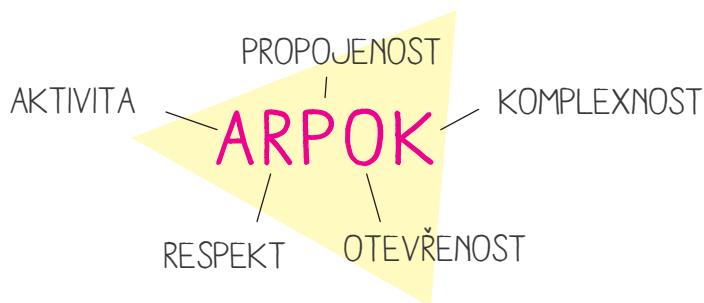 PROPOJENOST
AKTIVITA
KOMPLEXNOST
ARPOK
RESPEKT
OTEVŘENOST